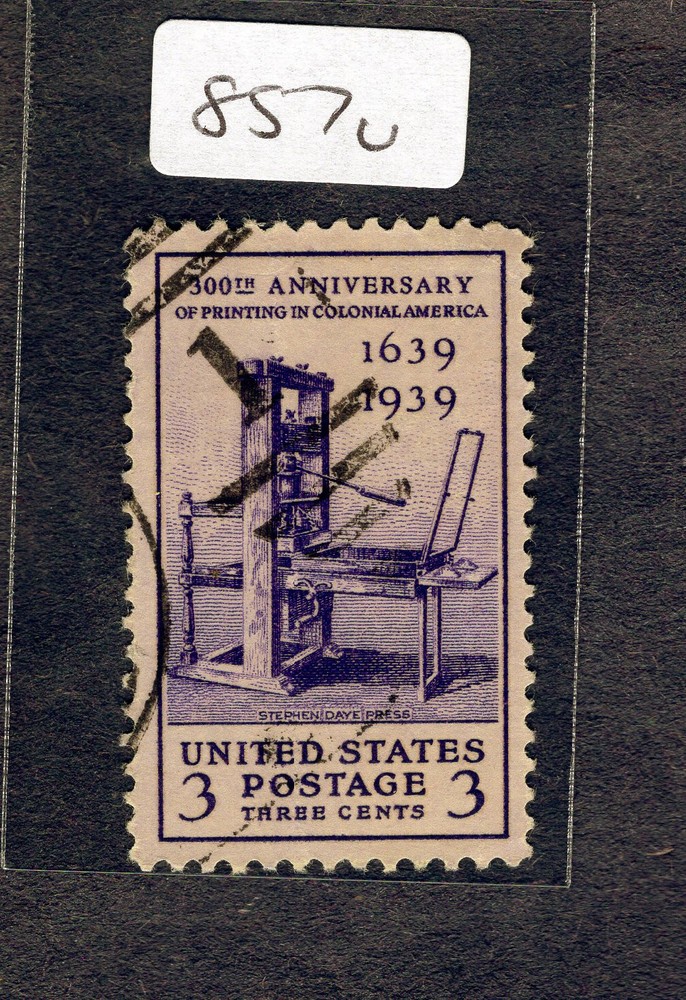 857u
300TH ANNIVERSARY
OF PRINTING IN COLONIAL AMERICA
1639
1939
STEPHEN DAYE PRESS
UNITED STATES
3 POSTAGE 3
THREE CENTS